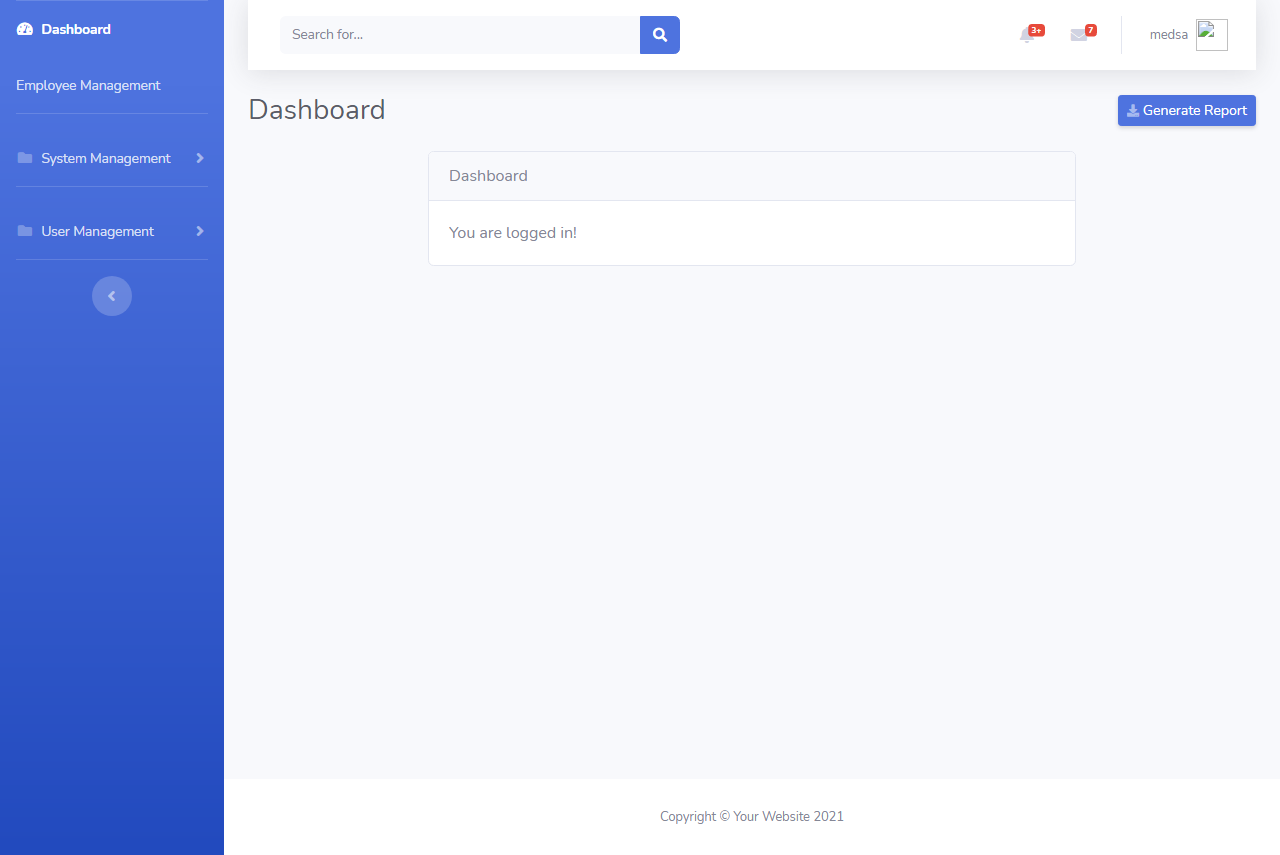 Dashboard
Employee Management
System Management
User Management
Search for...
3+
7
medsa
Dashboard
Generate Report
Dashboard
You are logged in!
Copyright © Your Website 2021